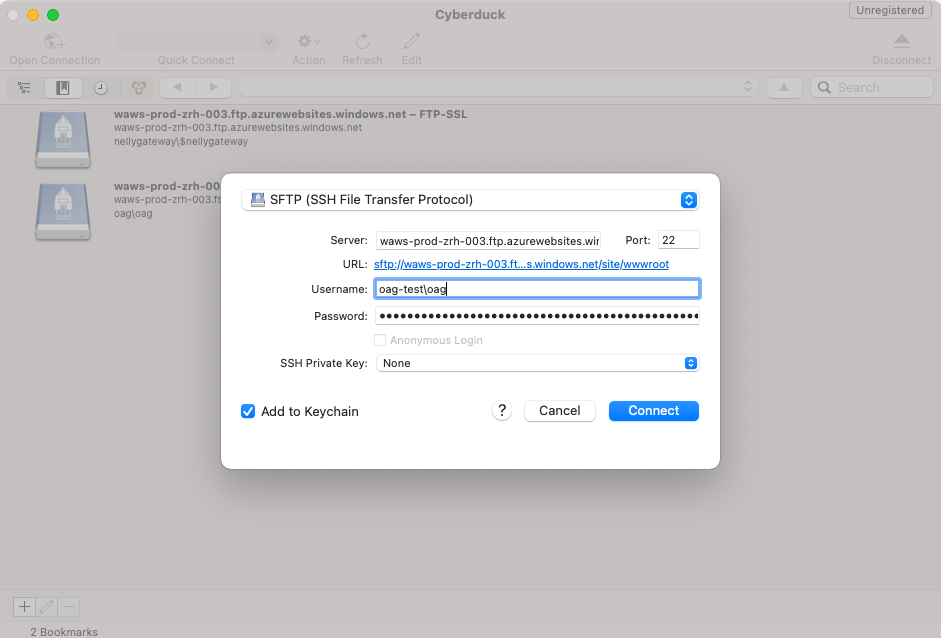 Cyberduck
Unregistered
Open Connection
Quick Connect
Action
Refresh
Edit
Disconnect
Search
waws-prod-zrh-003.ftp.azurewebsites.windows.net – FTP-SSL
waws-prod-zrh-003.ftp.azurewebsites.windows.net
nellygateway\$nellygateway
waws-prod-zrh-00
waws-prod-zrh-003.ft
oag\oag
SFTP (SSH File Transfer Protocol)
Server: waws-prod-zrh-003.ftp.azurewebsites.wir Port: 22
URL: sftp://waws-prod-zrh-003.ft...s.windows.net/site/wwwroot
Username: oag-test\oag
Password:
Anonymous Login
SSH Private Key: None
Add to Keychain
? Cancel Connect
2 Bookmarks